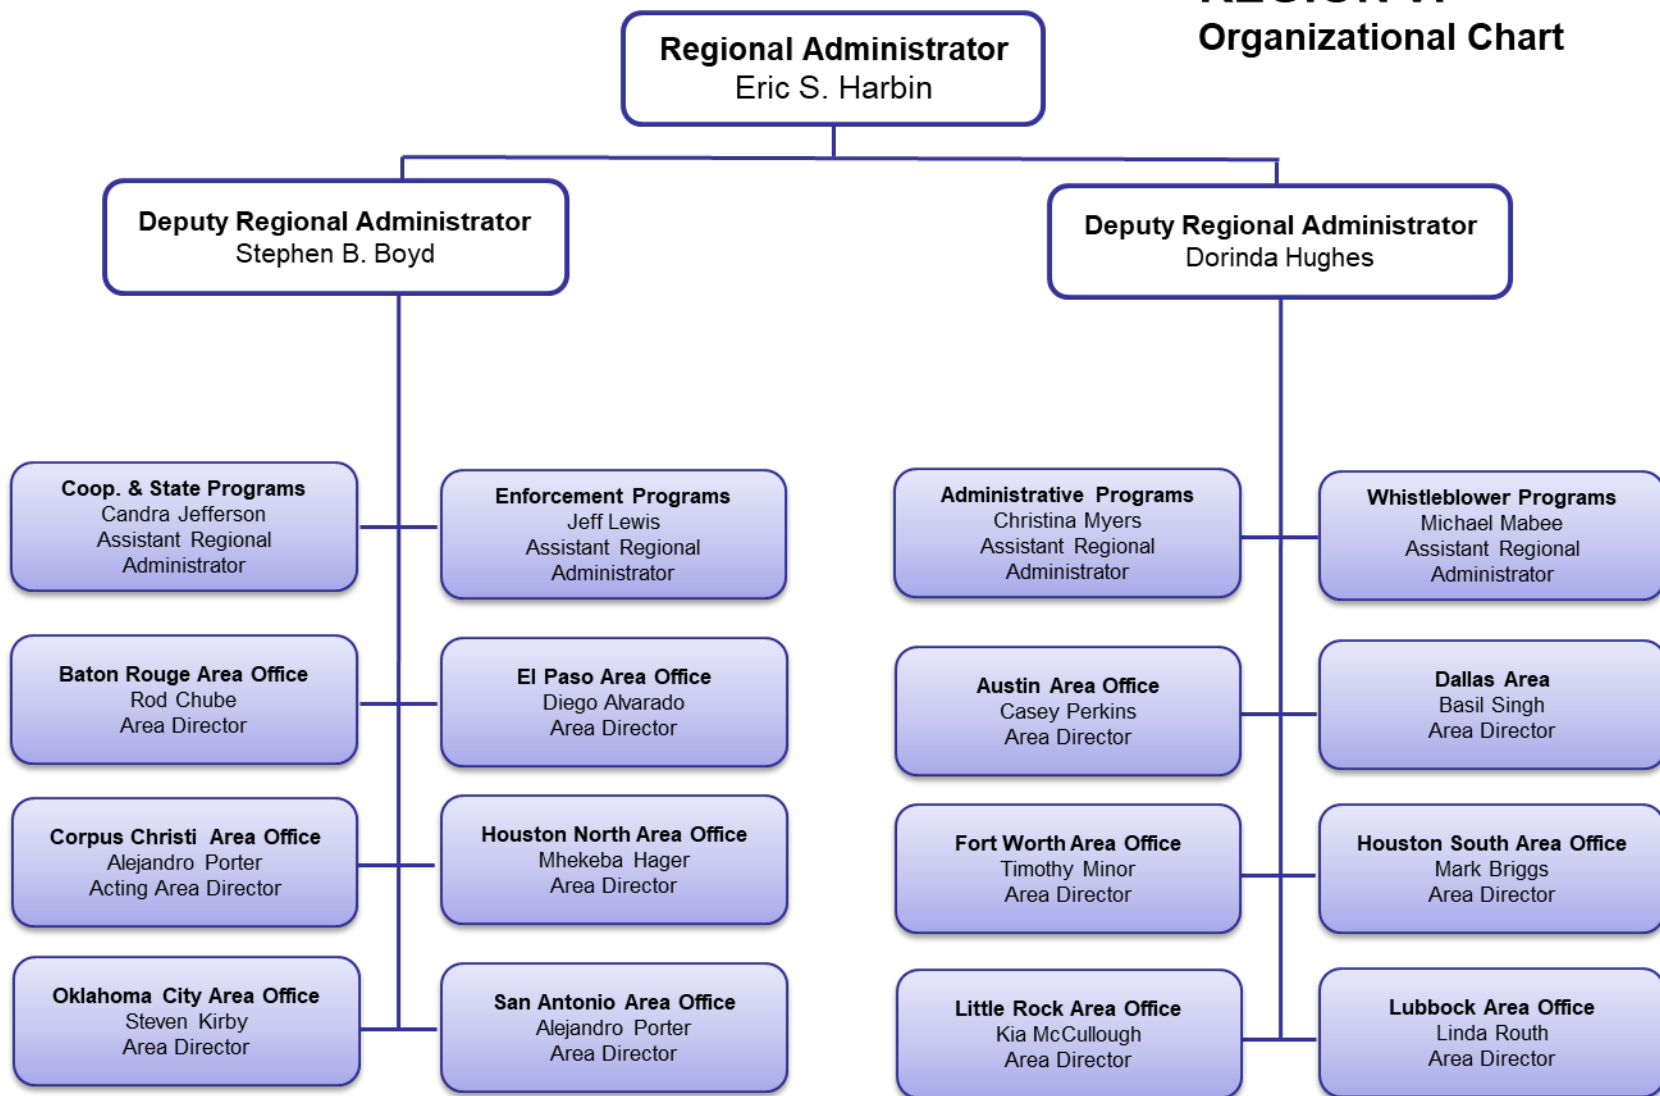 Organizational Chart
Regional Administrator
Eric S. Harbin
Deputy Regional Administrator
Stephen B. Boyd
Deputy Regional Administrator
Dorinda Hughes
Coop. & State Programs
Candra Jefferson
Assistant Regional
Administrator
Enforcement Programs
Jeff Lewis
Assistant Regional
Administrator
Administrative Programs
Christina Myers
Assistant Regional
Administrator
Whistleblower Programs
Michael Mabee
Assistant Regional
Administrator
Baton Rouge Area Office
Rod Chube
Area Director
El Paso Area Office
Diego Alvarado
Area Director
Austin Area Office
Casey Perkins
Area Director
Dallas Area
Basil Singh
Area Director
Corpus Christi Area Office
Alejandro Porter
Acting Area Director
Houston North Area Office
Mhekeba Hager
Area Director
Fort Worth Area Office
Timothy Minor
Area Director
Houston South Area Office
Mark Briggs
Area Director
Oklahoma City Area Office
Steven Kirby
Area Director
San Antonio Area Office
Alejandro Porter
Area Director
Little Rock Area Office
Kia McCullough
Area Director
Lubbock Area Office
Linda Routh
Area Director